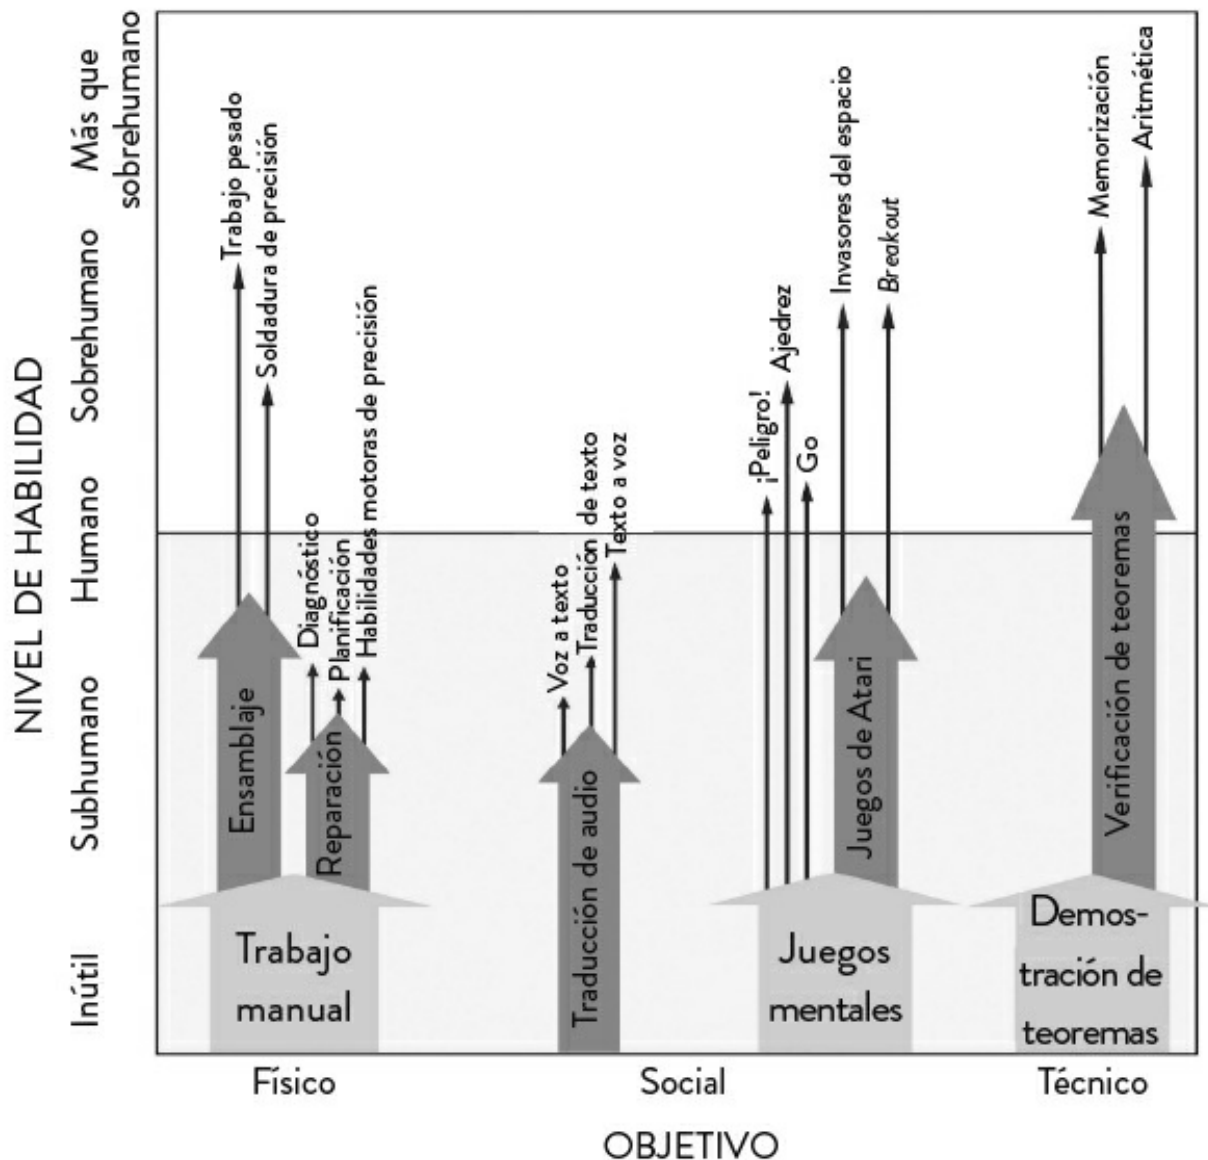 NIVEL DE HABILIDAD
Más que
sobrehumano
Sobrehumano
Humano
Subhumano
Inútil
Trabajo pesado
Soldadura de precisión
Diagnóstico
Planificación
Habilidades motoras de precisión
Ensamblaje
Reparación
Trabajo
manual
Voz a texto
Traducción de texto
Texto a voz
Traducción de audio
¡Peligro!
Ajedrez
Go
Invasores del espacio
Breakout
Juegos de Atari
Juegos
mentales
Memorización
Aritmética
Verificación de teoremas
Demos-
tración de
teoremas
Físico
Social
Técnico
OBJETIVO